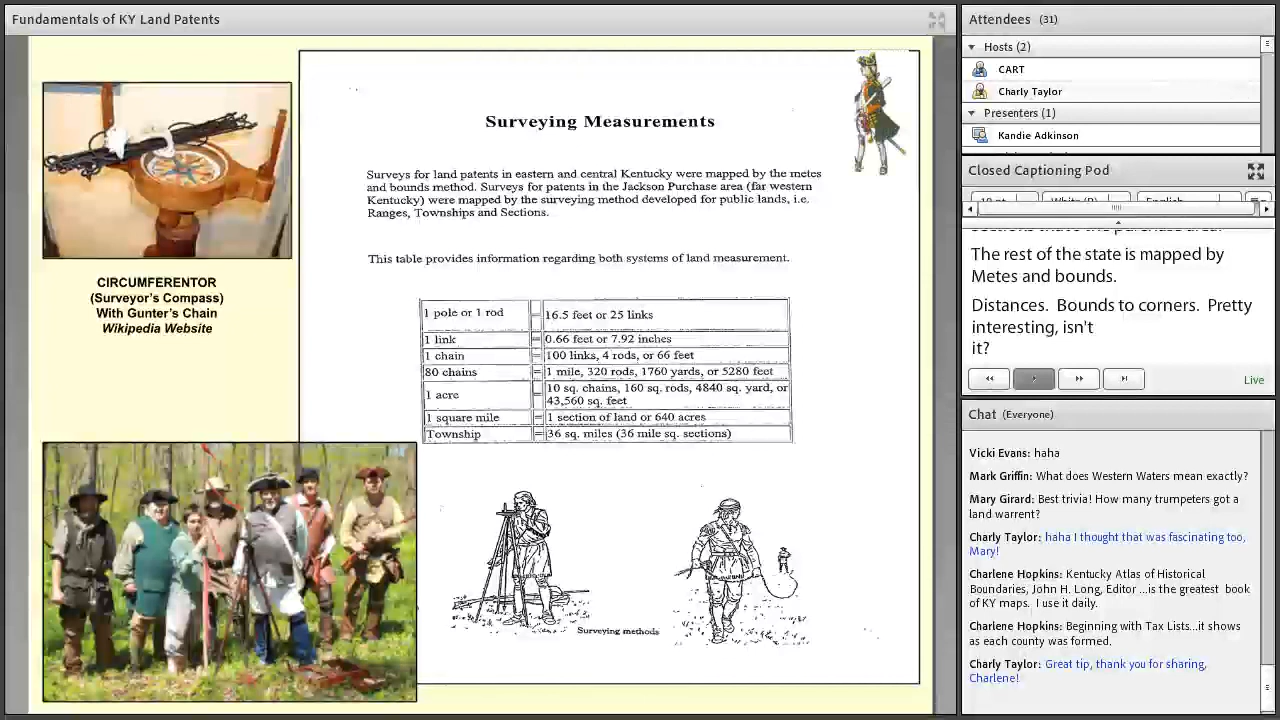 Fundamentals of KY Land Patents
Surveying Measurements
Surveys for land patents in eastern and central Kentucky were mapped by the metes
and bounds method. Surveys for patents in the Jackson Purchase area (far western
Kentucky) were mapped by the surveying method developed for public lands, i.e.
Ranges, Townships and Sections.
This table provides information regarding both systems of land measurement.
1 pole or 1 rod = 16.5 feet or 25 links
1 link = 0.66 feet or 7.92 inches
1 chain = 100 links, 4 rods, or 66 feet
80 chains = 1 mile, 320 rods, 1760 yards, or 5280 feet
1 acre = 10 sq. chains, 160 sq. rods, 4840 sq. yard, or
43,560 sq. feet
1 square mile = 1 section of land or 640 acres
Township = 36 sq. miles (36 mile sq. sections)
Surveying methods
CIRCUMFERENTOR
(Surveyor's Compass)
With Gunter's Chain
Wikipedia Website
Attendees (31)
Hosts (2)
CART
Charly Taylor
Presenters (1)
Kandie Adkinson
Closed Captioning Pod
The rest of the state is mapped by
Metes and bounds.
Distances. Bounds to corners. Pretty
interesting, isn't
it?
Live
Chat (Everyone)
Vicki Evans: haha
Mark Griffin: What does Western Waters mean exactly?
Mary Girard: Best trivia! How many trumpeters got a
land warrent?
Charly Taylor: haha I thought that was fascinating too,
Mary!
Charlene Hopkins: Kentucky Atlas of Historical
Boundaries, John H. Long, Editor ...is the greatest book
of KY maps. I use it daily.
Charlene Hopkins: Beginning with Tax Lists...it shows
as each county was formed.
Charly Taylor: Great tip, thank you for sharing,
Charlene!